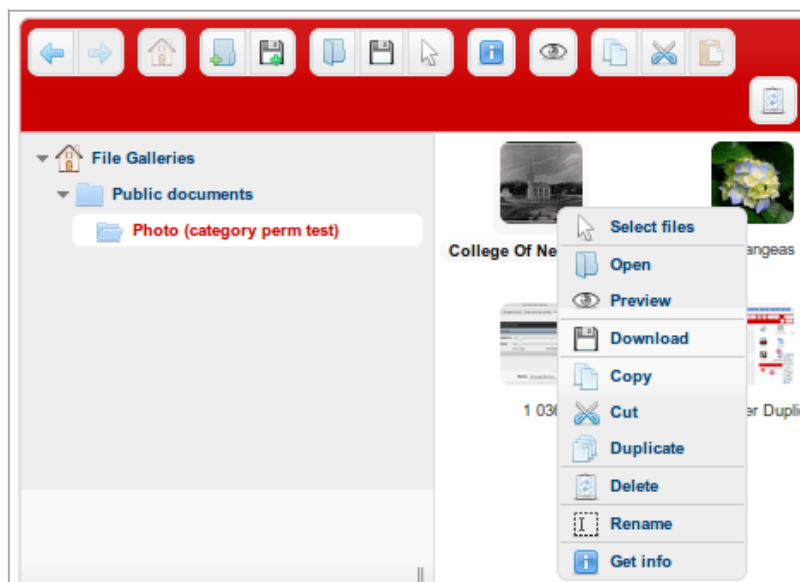 File Galleries
Public documents
Photo (category perm test)
College Of Ne
angeas
1 036
er Dupli
Select files
Open
Preview
Download
Copy
Cut
Duplicate
Delete
Rename
Get info